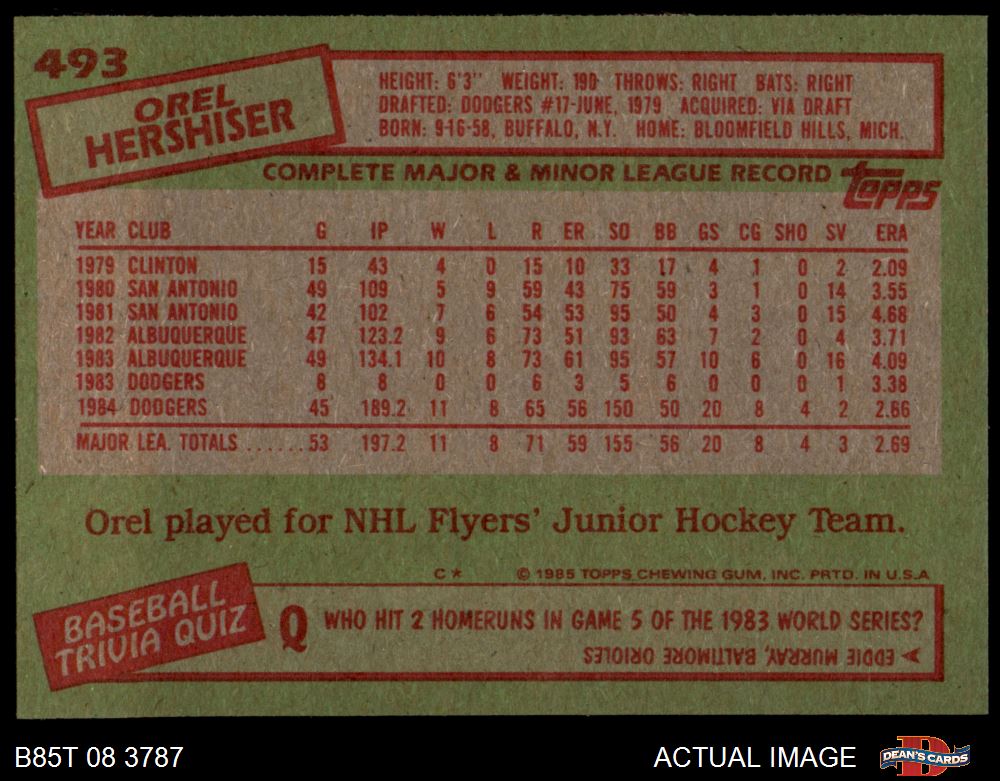 493
OREL
HERSHISER
HEIGHT: 6'3" WEIGHT: 190 THROWS: RIGHT BATS: RIGHT
DRAFTED: DODGERS #17-JUNE, 1979 ACQUIRED: VIA DRAFT
BORN: 9-16-58, BUFFALO, N.Y. HOME: BLOOMFIELD HILLS, MICH.
COMPLETE MAJOR & MINOR LEAGUE RECORD topps
YEAR CLUB G IP W L R ER SO BB GS CG SHO SV ERA
1979 CLINTON 15 43 4 0 15 10 33 17 4 1 0 2 2.09
1980 SAN ANTONIO 49 109 5 9 59 43 75 59 3 1 0 14 3.55
1981 SAN ANTONIO 42 102 7 6 54 53 95 50 4 3 0 15 4.68
1982 ALBUQUERQUE 47 123.2 9 6 73 51 93 63 7 2 0 4 3.71
1983 ALBUQUERQUE 49 134.1 10 8 73 61 95 57 10 6 0 16 4.09
1983 DODGERS 8 8 0 0 6 3 5 6 0 0 0 1 3.38
1984 DODGERS 45 189.2 11 8 65 56 150 50 20 8 4 2 2.66
MAJOR LEA. TOTALS ......53 197.2 11 8 71 59 155 56 20 8 4 3 2.69
Orel played for NHL Flyers' Junior Hockey Team.
C* © 1985 TOPPS CHEWING GUM, INC. PRTD. IN U.S.A
BASEBALL
TRIVIA QUIZ
Q WHO HIT 2 HOMERUNS IN GAME 5 OF THE 1983 WORLD SERIES?
EDDIE MURRAY, BALTIMORE ORIOLES
B85T 08 3787 ACTUAL IMAGE DEAN'S CARDS